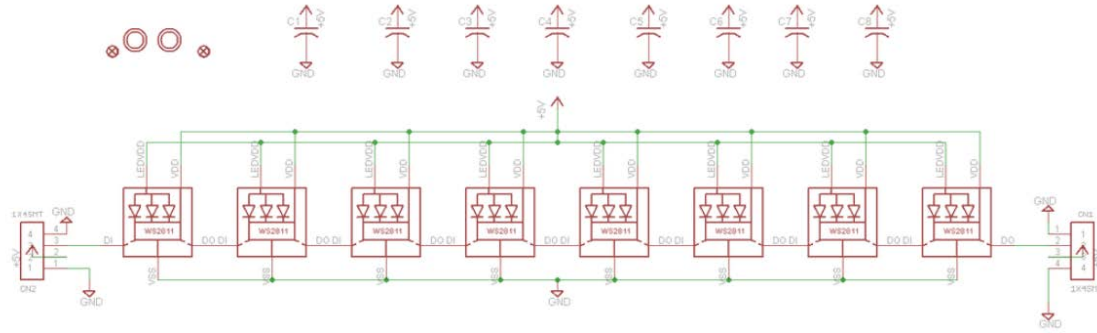 C1 +5V C2 +5V C3 +5V C4 +5V C5 +5V C6 +5V C7 +5V C8 +5V
GND GND GND GND GND GND GND GND
+5V
LEDVDD VDD LEDVDD VDD LEDVDD VDD LEDVDD VDD LEDVDD VDD LEDVDD VDD LEDVDD VDD LEDVDD VDD
1X4SMT GND GND CN1
4 4 1 1
WS2811 WS2811 WS2811 WS2811 WS2811 WS2811 WS2811 WS2811
3 DI DO DI DO DI DO DI DO DI DO DI DO DI DO DI DO 2
+5V 2 3
1 1 4 4
VSS VSS VSS VSS VSS VSS VSS VSS
CN2 1X4SM
GND GND GND